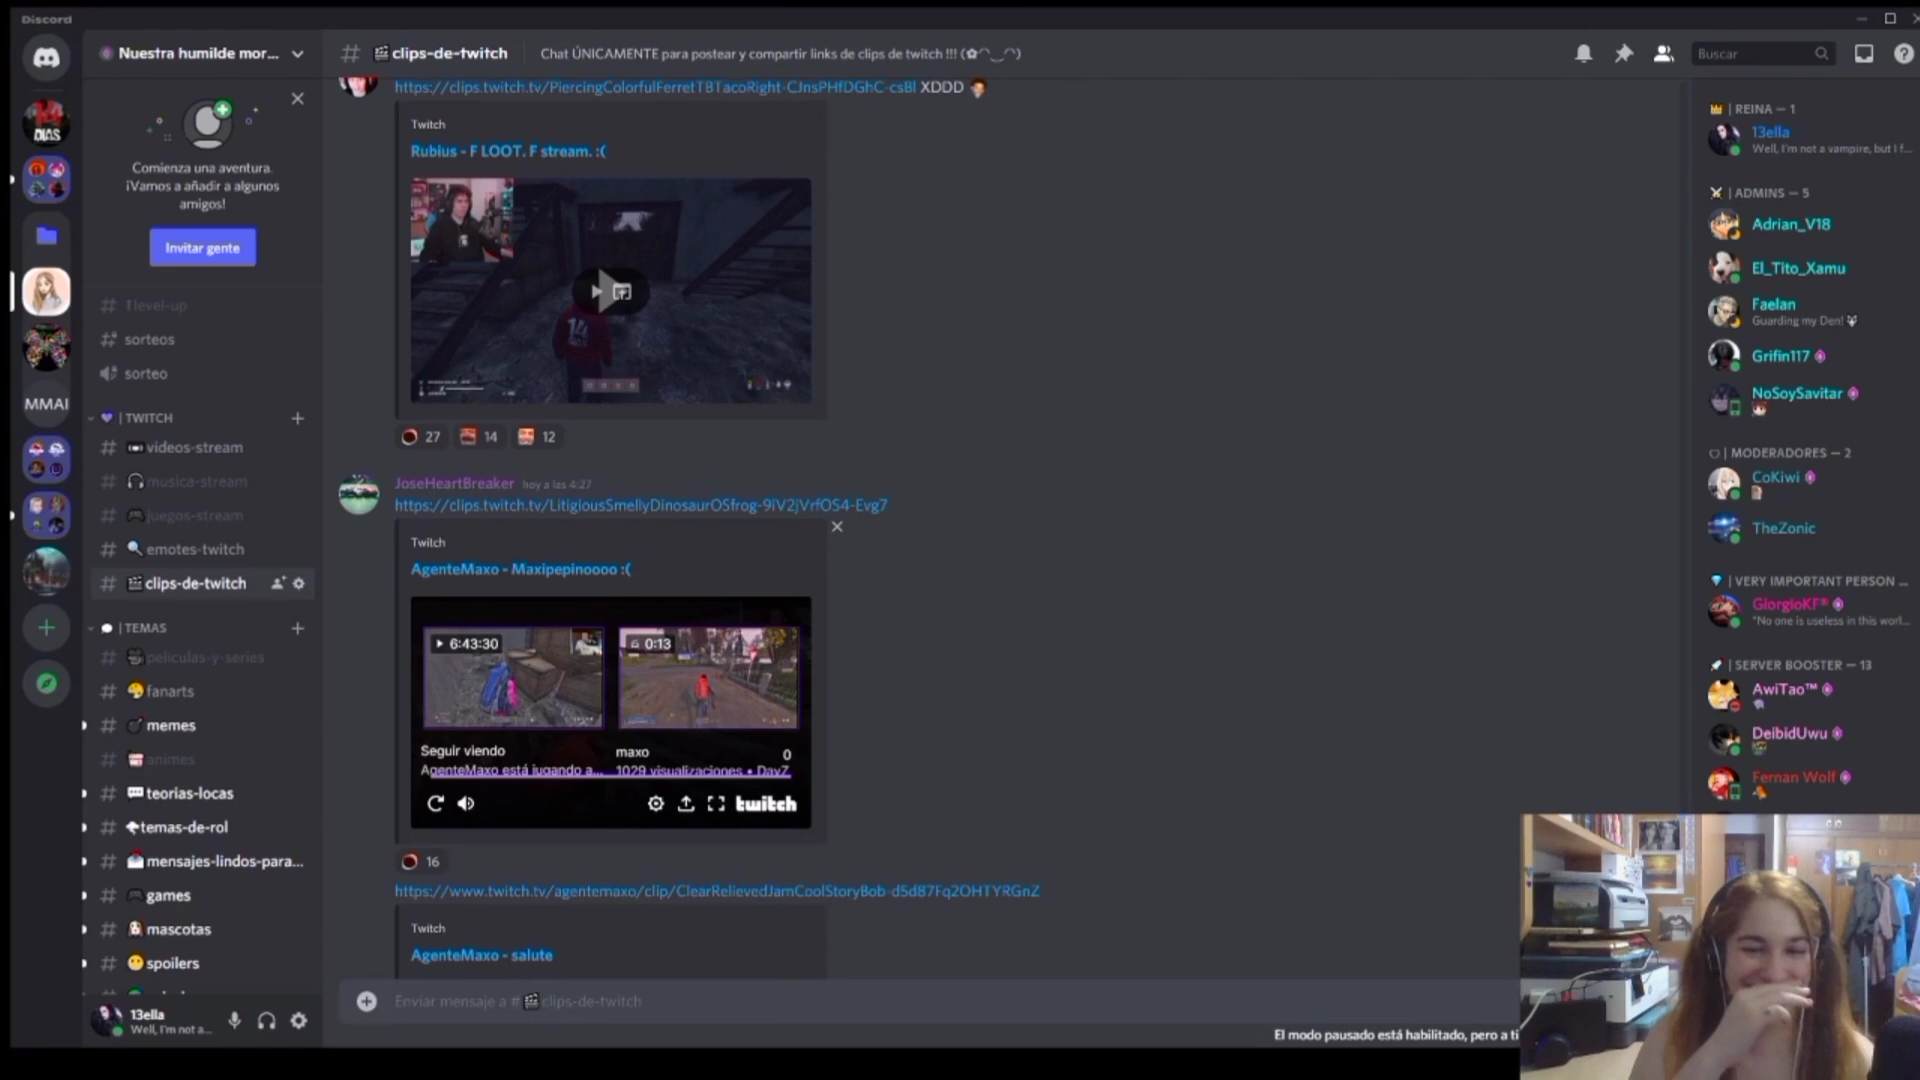 Discord
Nuestra humilde mor...
clips-de-twitch
Chat ÚNICAMENTE para postear y compartir links de clips de twitch !!! (✿◠‿◠)
Buscar
14
DIAS
MMAI
Comienza una aventura.
¡Vamos a añadir a algunos
amigos!
Invitar gente
level-up
sorteos
sorteo
| TWITCH
videos-stream
musica-stream
juegos-stream
emotes-twitch
clips-de-twitch
| TEMAS
peliculas-y-series
fanarts
memes
animes
teorias-locas
temas-de-rol
mensajes-lindos-para...
games
mascotas
spoilers
13ella
Well, I'm not a...
https://clips.twitch.tv/PiercingColorfulFerretTBTacoRight-CJnsPHfDGhC-csBl XDDD
Twitch
Rubius - F LOOT. F stream. :(
14
27
14
12
JoseHeartBreaker hoy a las 4:27
https://clips.twitch.tv/LitigiousSmellyDinosaurOSfrog-9iV2jVrfOS4-Evg7
Twitch
AgenteMaxo - Maxipepinoooo :(
6:43:30
0:13
Seguir viendo
AgenteMaxo está jugando a...
maxo
0
1029 visualizaciones • DayZ
twitch
16
https://www.twitch.tv/agentemaxo/clip/ClearRelievedJamCoolStoryBob-d5d87Fq2OHTYRGnZ
Twitch
AgenteMaxo - salute
Enviar mensaje a # clips-de-twitch
El modo pausado está habilitado, pero a ti
| REINA — 1
13ella
Well, I'm not a vampire, but I f...
| ADMINS — 5
Adrian_V18
El_Tito_Xamu
Faelan
Guarding my Den!
Grifin117
NoSoySavitar
| MODERADORES — 2
CoKiwi
TheZonic
| VERY IMPORTANT PERSON ...
GiorgioKF®
"No one is useless in this worl...
| SERVER BOOSTER — 13
AwiTao™
DeibidUwu
Fernan Wolf